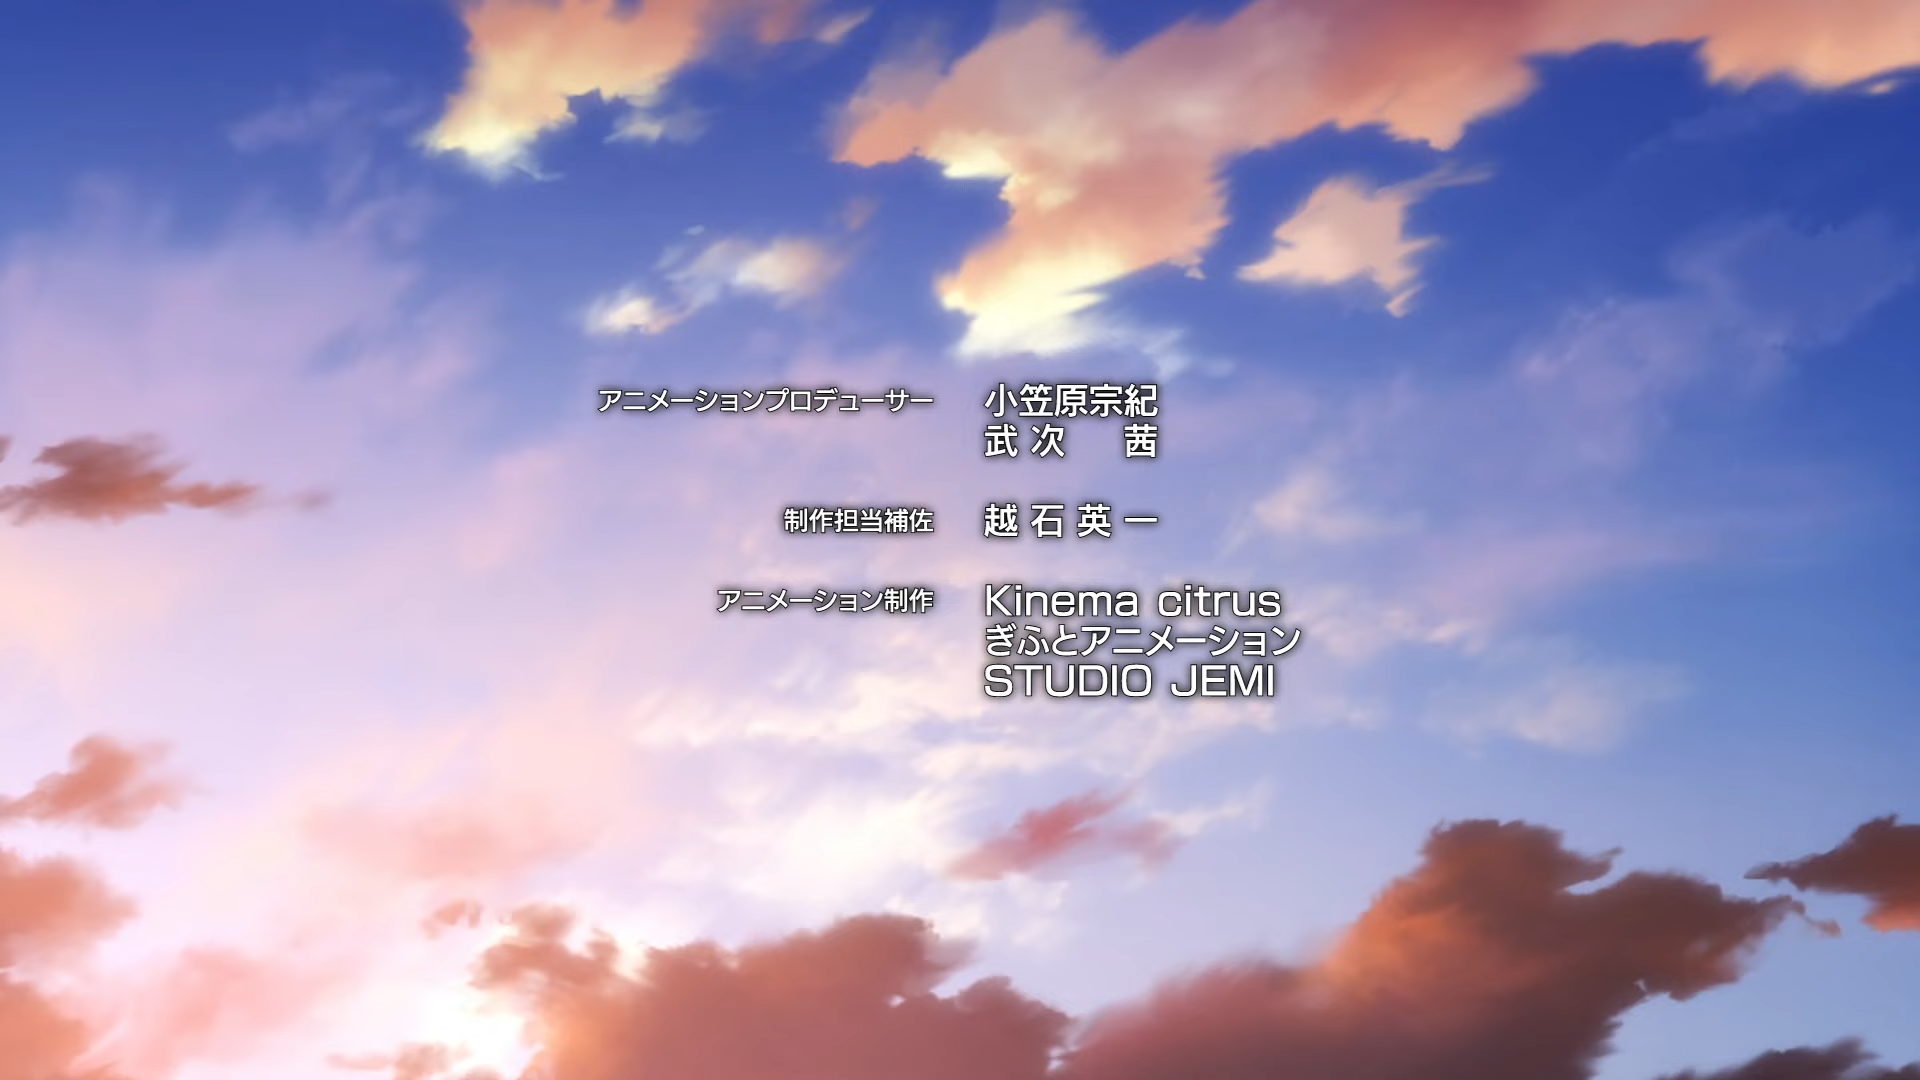 アニメーションプロデューサー 小笠原宗紀
武次 茜
制作担当補佐 越石英一
アニメーション制作 Kinema citrus
ぎふとアニメーション
STUDIO JEMI